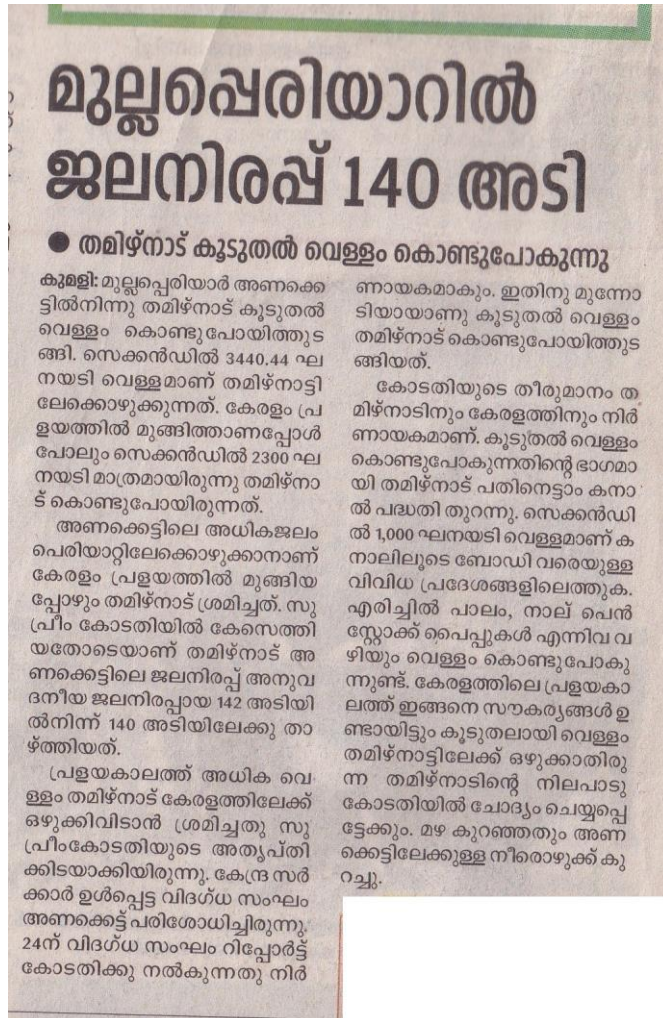 മുല്ലപ്പെരിയാറിൽ
ജലനിരപ്പ് 140 അടി
● തമിഴ്നാട് കൂടുതൽ വെള്ളം കൊണ്ടുപോകുന്നു
കുമളി: മുല്ലപ്പെരിയാർ അണക്കെ
ട്ടിൽനിന്നു തമിഴ്നാട് കൂടുതൽ
വെള്ളം കൊണ്ടുപോയിത്തുട
ങ്ങി. സെക്കൻഡിൽ 3440.44 ഘ
നയടി വെള്ളമാണ് തമിഴ്നാട്ടി
ലേക്കൊഴുക്കുന്നത്. കേരളം പ്ര
ളയത്തിൽ മുങ്ങിത്താണപ്പോൾ
പോലും സെക്കൻഡിൽ 2300 ഘ
നയടി മാത്രമായിരുന്നു തമിഴ്നാ
ട് കൊണ്ടുപോയിരുന്നത്.
അണക്കെട്ടിലെ അധികജലം
പെരിയാറ്റിലേക്കൊഴുക്കാനാണ്
കേരളം പ്രളയത്തിൽ മുങ്ങിയ
പ്പോഴും തമിഴ്നാട് ശ്രമിച്ചത്. സു
പ്രീം കോടതിയിൽ കേസെത്തി
യതോടെയാണ് തമിഴ്നാട് അ
ണക്കെട്ടിലെ ജലനിരപ്പ് അനുവ
ദനീയ ജലനിരപ്പായ 142 അടിയി
ൽനിന്ന് 140 അടിയിലേക്കു താ
ഴ്ത്തിയത്.
പ്രളയകാലത്ത് അധിക വെ
ള്ളം തമിഴ്നാട് കേരളത്തിലേക്ക്
ഒഴുക്കിവിടാൻ ശ്രമിച്ചതു സു
പ്രീംകോടതിയുടെ അതൃപ്തി
ക്കിടയാക്കിയിരുന്നു. കേന്ദ്ര സർ
ക്കാർ ഉൾപ്പെട്ട വിദഗ്ധ സംഘം
അണക്കെട്ട് പരിശോധിച്ചിരുന്നു.
24ന് വിദഗ്ധ സംഘം റിപ്പോർട്ട്
കോടതിക്കു നൽകുന്നതു നിർ
ണായകമാകും. ഇതിനു മുന്നോ
ടിയായാണു കൂടുതൽ വെള്ളം
തമിഴ്നാട് കൊണ്ടുപോയിത്തുട
ങ്ങിയത്.
കോടതിയുടെ തീരുമാനം ത
മിഴ്നാടിനും കേരളത്തിനും നിർ
ണായകമാണ്. കൂടുതൽ വെള്ളം
കൊണ്ടുപോകുന്നതിന്റെ ഭാഗമാ
യി തമിഴ്നാട് പതിനെട്ടാം കനാ
ൽ പദ്ധതി തുറന്നു. സെക്കൻഡി
ൽ 1,000 ഘനയടി വെള്ളമാണ് ക
നാലിലൂടെ ബോഡി വരെയുള്ള
വിവിധ പ്രദേശങ്ങളിലെത്തുക.
എരിച്ചിൽ പാലം, നാല് പെൻ
സ്റ്റോക്ക് പൈപ്പുകൾ എന്നിവ വ
ഴിയും വെള്ളം കൊണ്ടുപോകു
ന്നുണ്ട്. കേരളത്തിലെ പ്രളയകാ
ലത്ത് ഇങ്ങനെ സൗകര്യങ്ങൾ ഉ
ണ്ടായിട്ടും കൂടുതലായി വെള്ളം
തമിഴ്നാട്ടിലേക്ക് ഒഴുക്കാതിരു
ന്ന തമിഴ്നാടിന്റെ നിലപാടു
കോടതിയിൽ ചോദ്യം ചെയ്യപ്പെ
ട്ടേക്കും. മഴ കുറഞ്ഞതും അണ
ക്കെട്ടിലേക്കുള്ള നീരൊഴുക്ക് കു
റച്ചു.